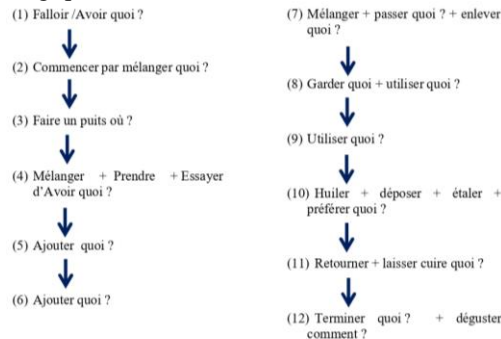 (1) Falloir /Avoir quoi ?
(2) Commencer par mélanger quoi ?
(3) Faire un puits où ?
(4) Mélanger + Prendre + Essayer
d'Avoir quoi ?
(5) Ajouter quoi ?
(6) Ajouter quoi ?
(7) Mélanger + passer quoi ? + enlever
quoi ?
(8) Garder quoi + utiliser quoi ?
(9) Utiliser quoi ?
(10) Huiler + déposer + étaler +
préférer quoi ?
(11) Retourner + laisser cuire quoi ?
(12) Terminer quoi ? + déguster
comment ?